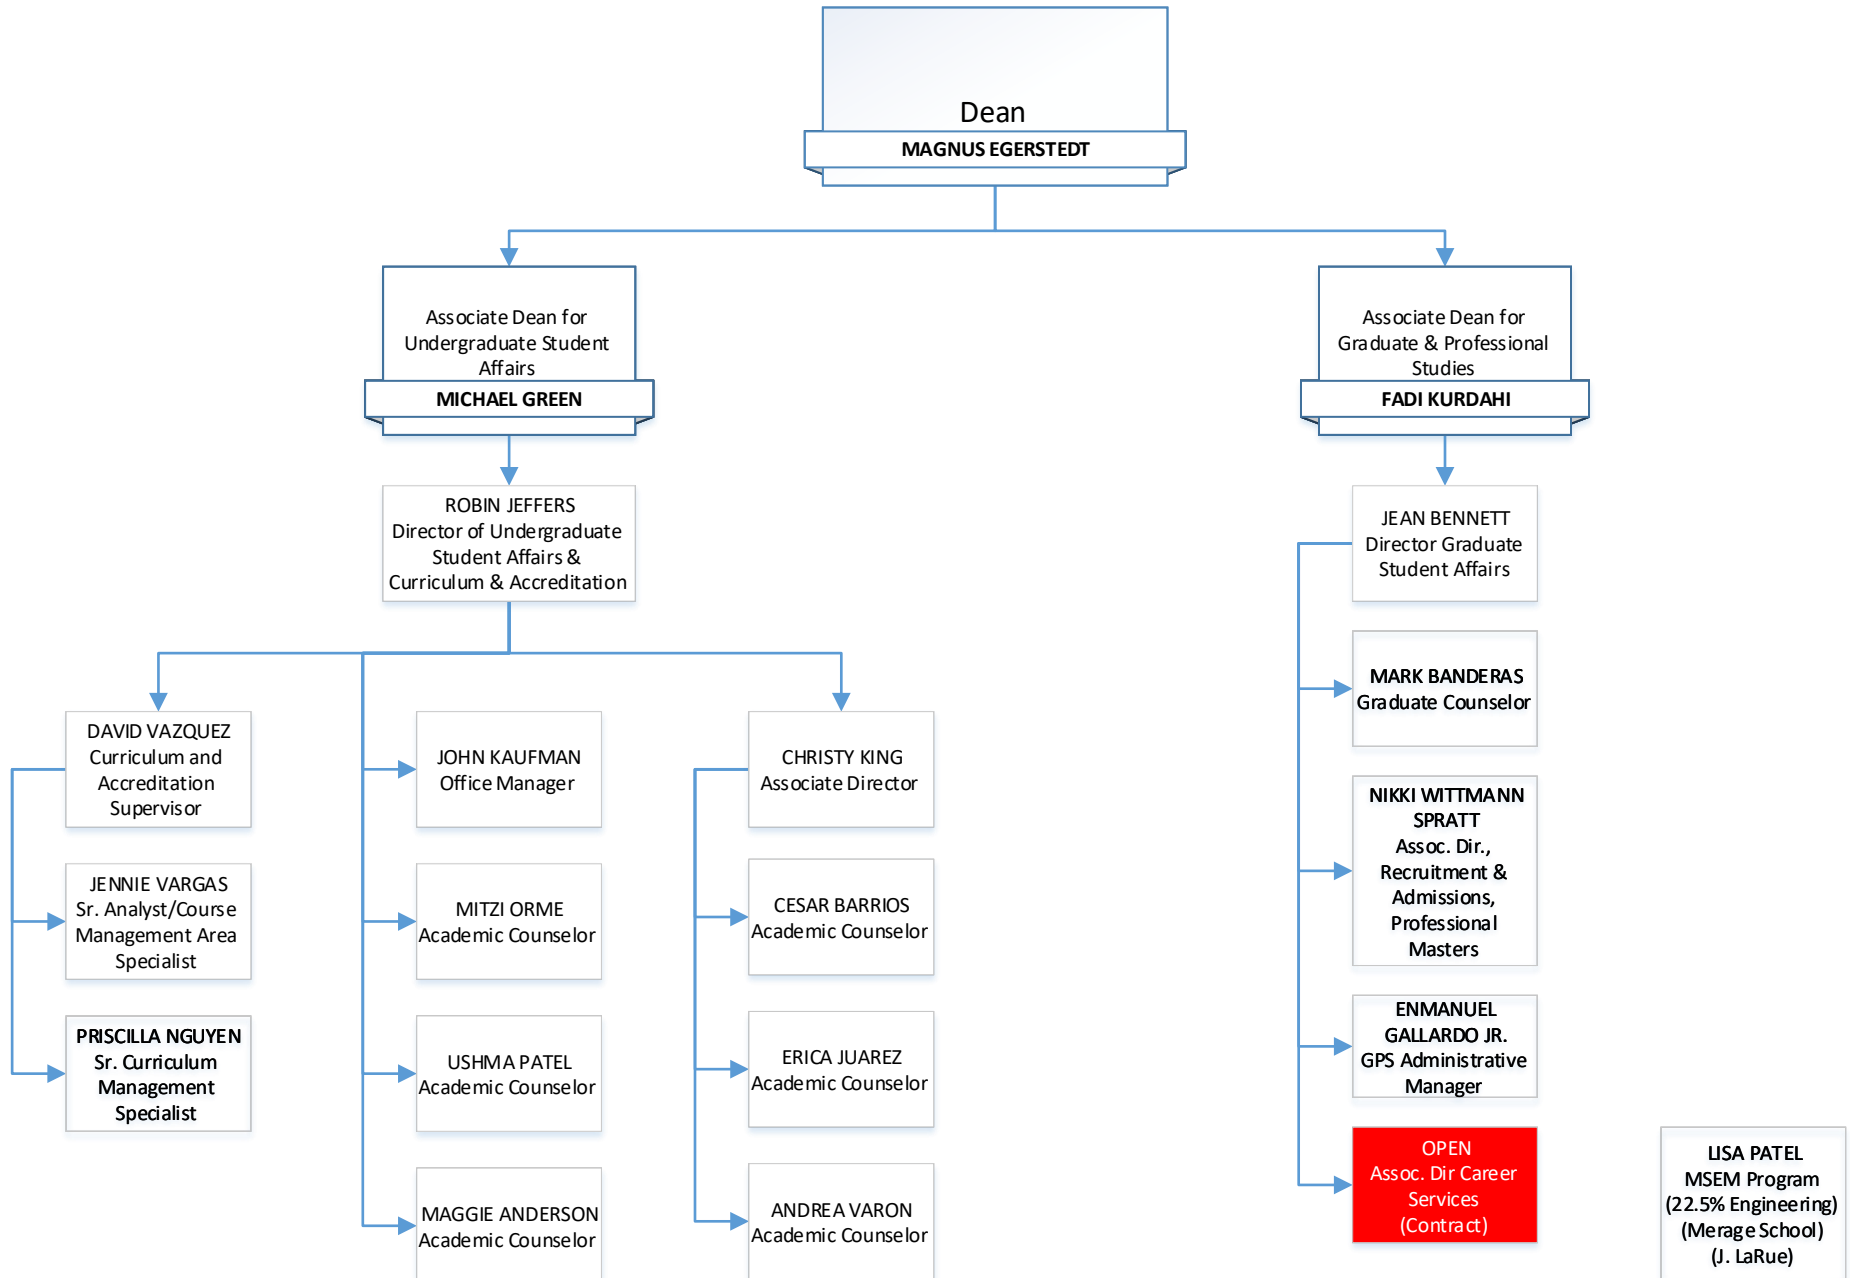 Dean
MAGNUS EGERSTEDT
Associate Dean for
Undergraduate Student
Affairs
MICHAEL GREEN
Associate Dean for
Graduate & Professional
Studies
FADI KURDAHI
ROBIN JEFFERS
Director of Undergraduate
Student Affairs &
Curriculum & Accreditation
JEAN BENNETT
Director Graduate
Student Affairs
DAVID VAZQUEZ
Curriculum and
Accreditation
Supervisor
JENNIE VARGAS
Sr. Analyst/Course
Management Area
Specialist
PRISCILLA NGUYEN
Sr. Curriculum
Management
Specialist
JOHN KAUFMAN
Office Manager
MITZI ORME
Academic Counselor
USHMA PATEL
Academic Counselor
MAGGIE ANDERSON
Academic Counselor
CHRISTY KING
Associate Director
CESAR BARRIOS
Academic Counselor
ERICA JUAREZ
Academic Counselor
ANDREA VARON
Academic Counselor
MARK BANDERAS
Graduate Counselor
NIKKI WITTMANN
SPRATT
Assoc. Dir.,
Recruitment &
Admissions,
Professional
Masters
ENMANUEL
GALLARDO JR.
GPS Administrative
Manager
OPEN
Assoc. Dir Career
Services
(Contract)
LISA PATEL
MSEM Program
(22.5% Engineering)
(Merage School)
(J. LaRue)